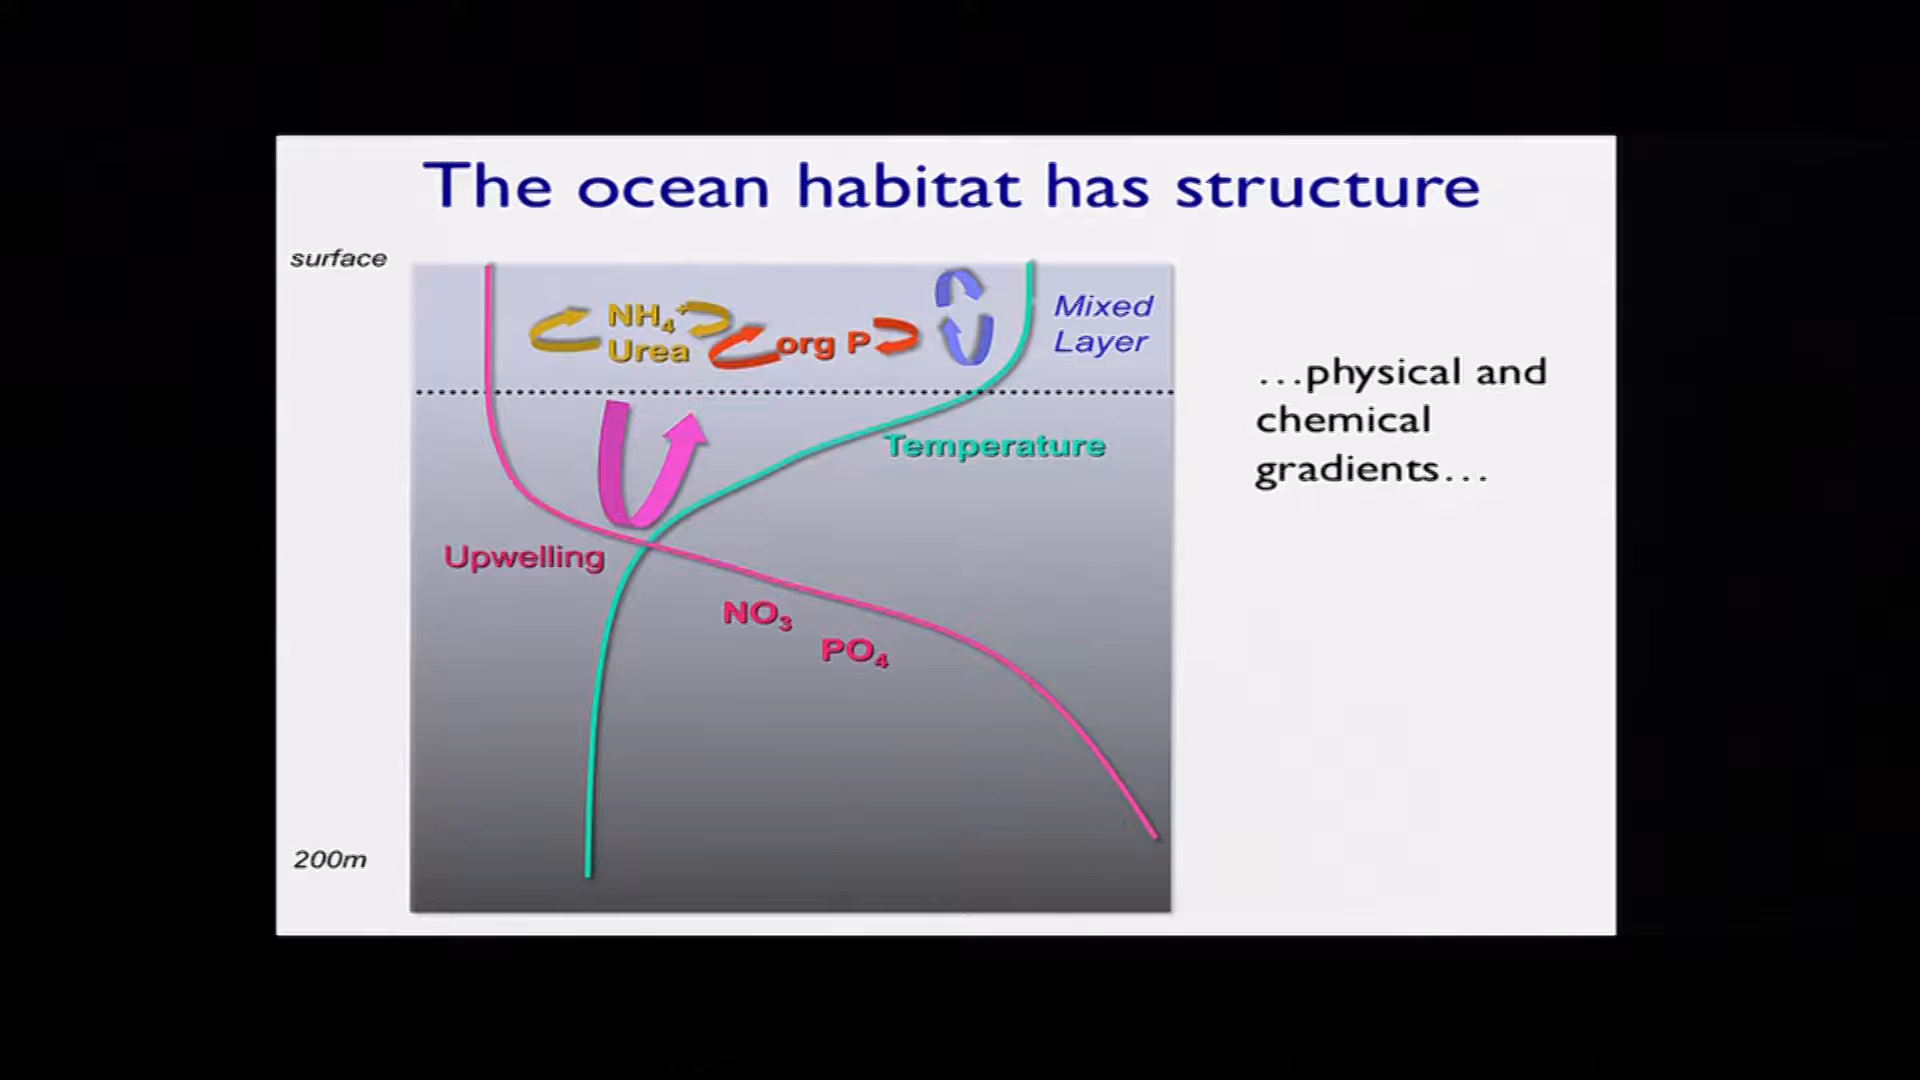 The ocean habitat has structure
surface
NH₄⁺
Urea
org P
Mixed
Layer
…physical and
chemical
gradients…
Temperature
Upwelling
NO₃
PO₄
200m